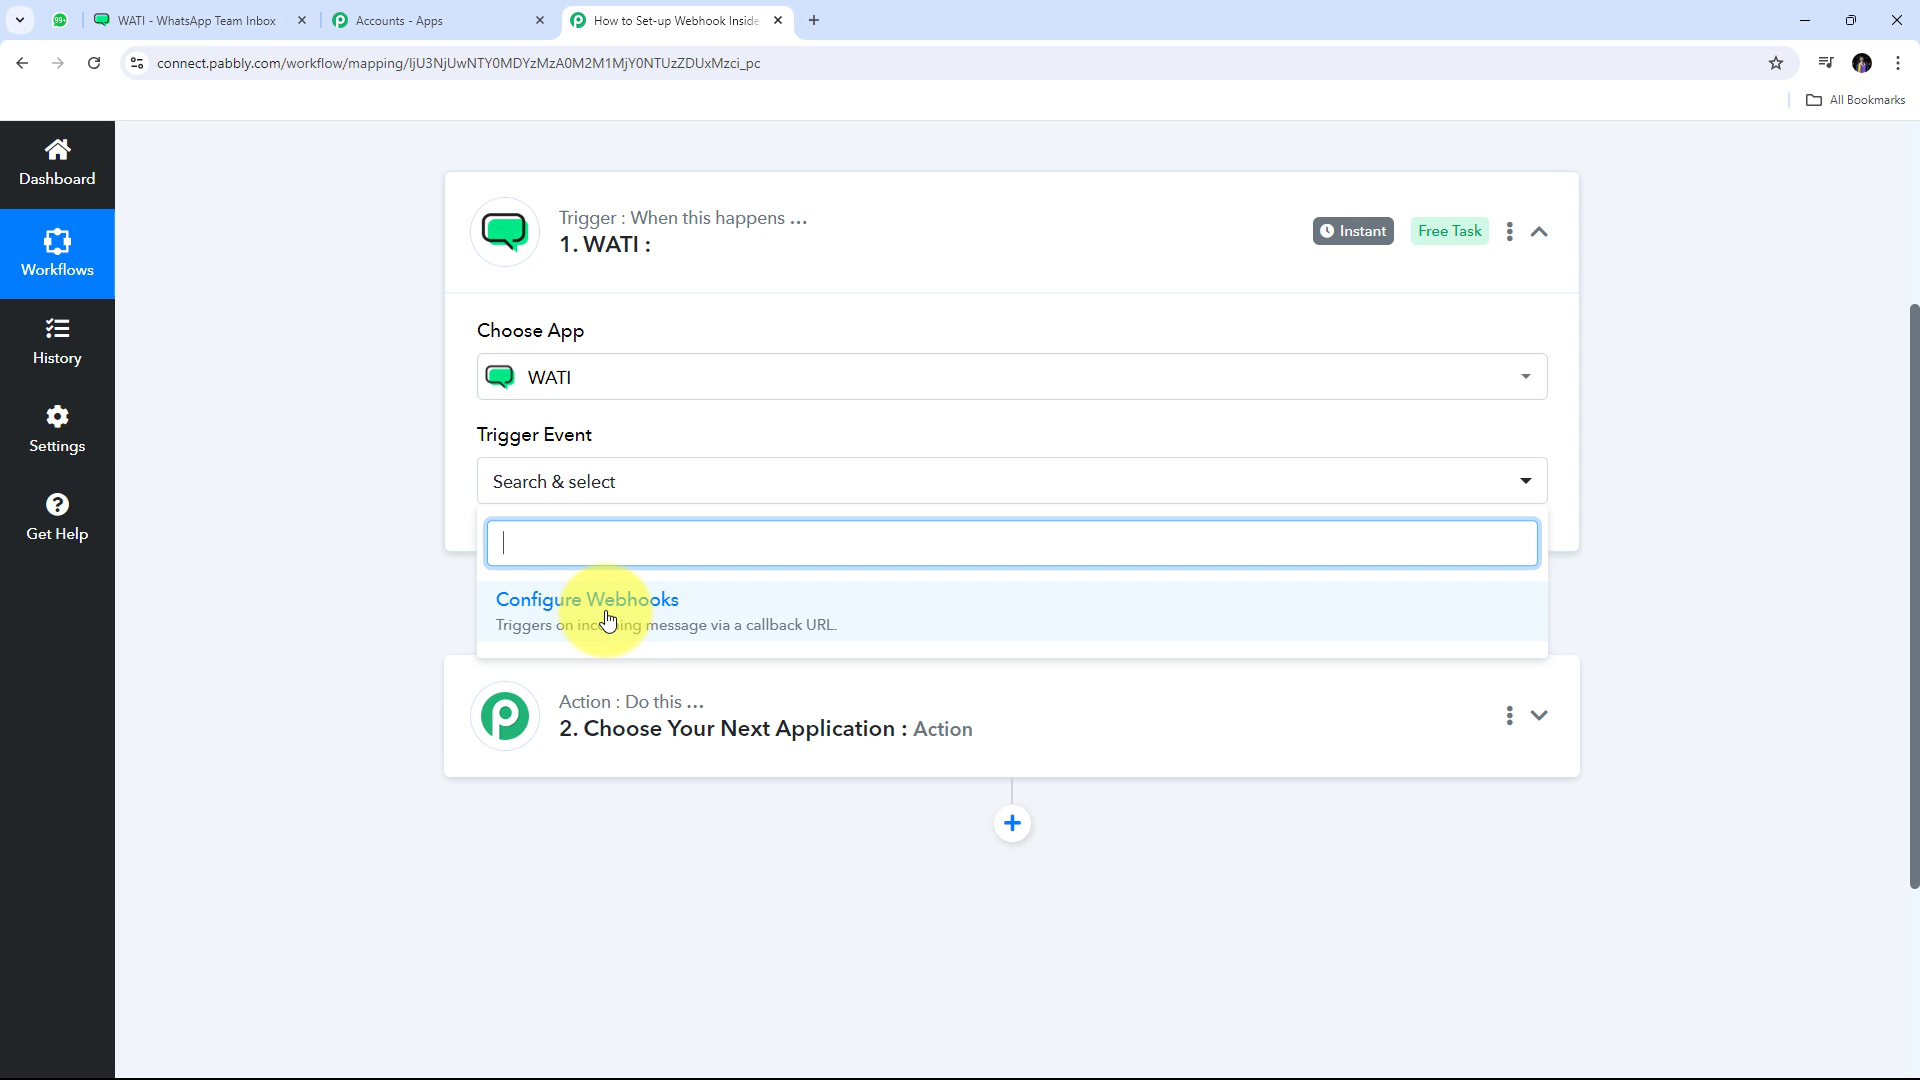 99+
WATI - WhatsApp Team Inbox
Accounts - Apps
How to Set-up Webhook Inside
connect.pabbly.com/workflow/mapping/IjU3NjUwNTY0MDYzMzA0M2M1MjY0NTUzZDUxMzci_pc
All Bookmarks
Dashboard
Workflows
History
Settings
Get Help
Trigger : When this happens ...
1. WATI :
Instant
Free Task
Choose App
WATI
Trigger Event
Search & select
Configure Webhooks
Triggers on incoming message via a callback URL.
Action : Do this ...
2. Choose Your Next Application : Action